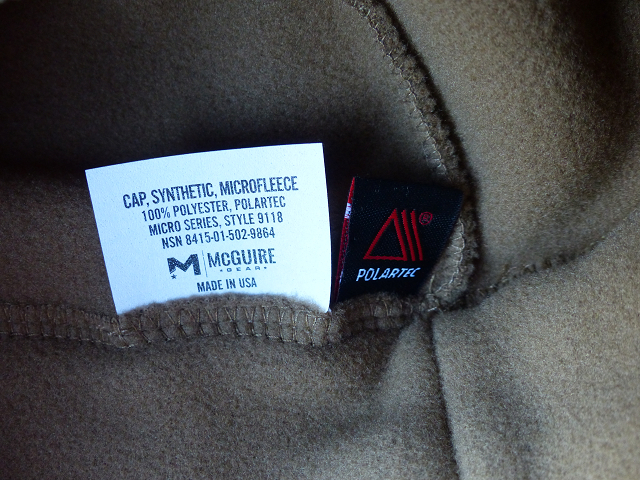 CAP, SYNTHETIC, MICROFLEECE
100% POLYESTER, POLARTEC
MICRO SERIES, STYLE 9118
NSN 8415-01-502-9864
M MCGUIRE
GEAR
MADE IN USA
®
POLARTEC